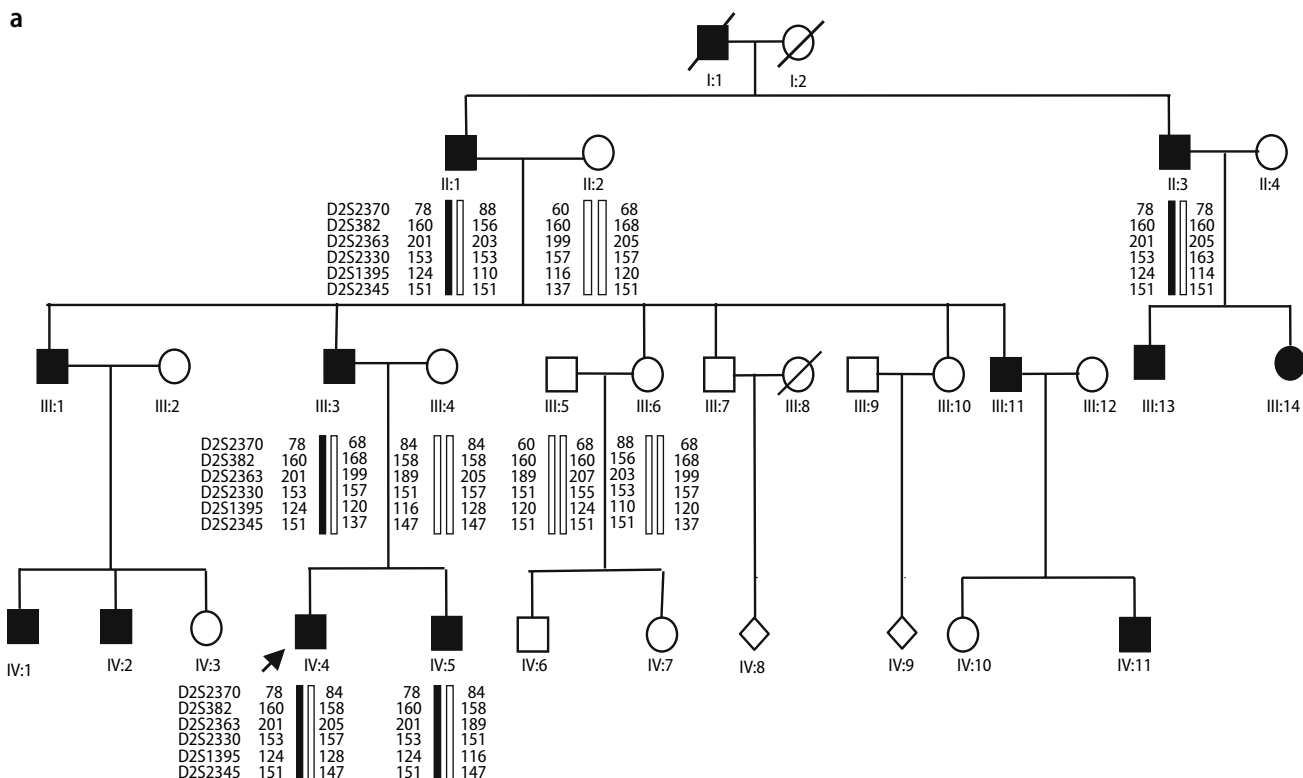 a
I:1 I:2
II:1 II:2 II:3 II:4
D2S2370 78 88 60 68 78 78
D2S382 160 156 160 168 160 160
D2S2363 201 203 199 205 201 205
D2S2330 153 153 157 157 153 163
D2S1395 124 110 116 120 124 114
D2S2345 151 151 137 151 151 151
III:1 III:2 III:3 III:4 III:5 III:6 III:7 III:8 III:9 III:10 III:11 III:12 III:13 III:14
D2S2370 78 68 84 84 60 68 88 68
D2S382 160 168 158 158 160 160 156 168
D2S2363 201 199 189 205 189 207 203 199
D2S2330 153 157 151 157 151 155 153 157
D2S1395 124 120 116 128 120 124 110 120
D2S2345 151 137 147 147 151 151 151 137
IV:1 IV:2 IV:3 IV:4 IV:5 IV:6 IV:7 IV:8 IV:9 IV:10 IV:11
D2S2370 78 84 78 84
D2S382 160 158 160 158
D2S2363 201 205 201 189
D2S2330 153 157 153 151
D2S1395 124 128 124 116
D2S2345 151 147 151 147